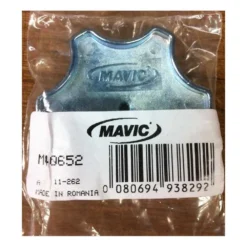 MAVIC
MAVIC
M40652
A 11-262
MADE IN ROMANIA
0 080694 938292